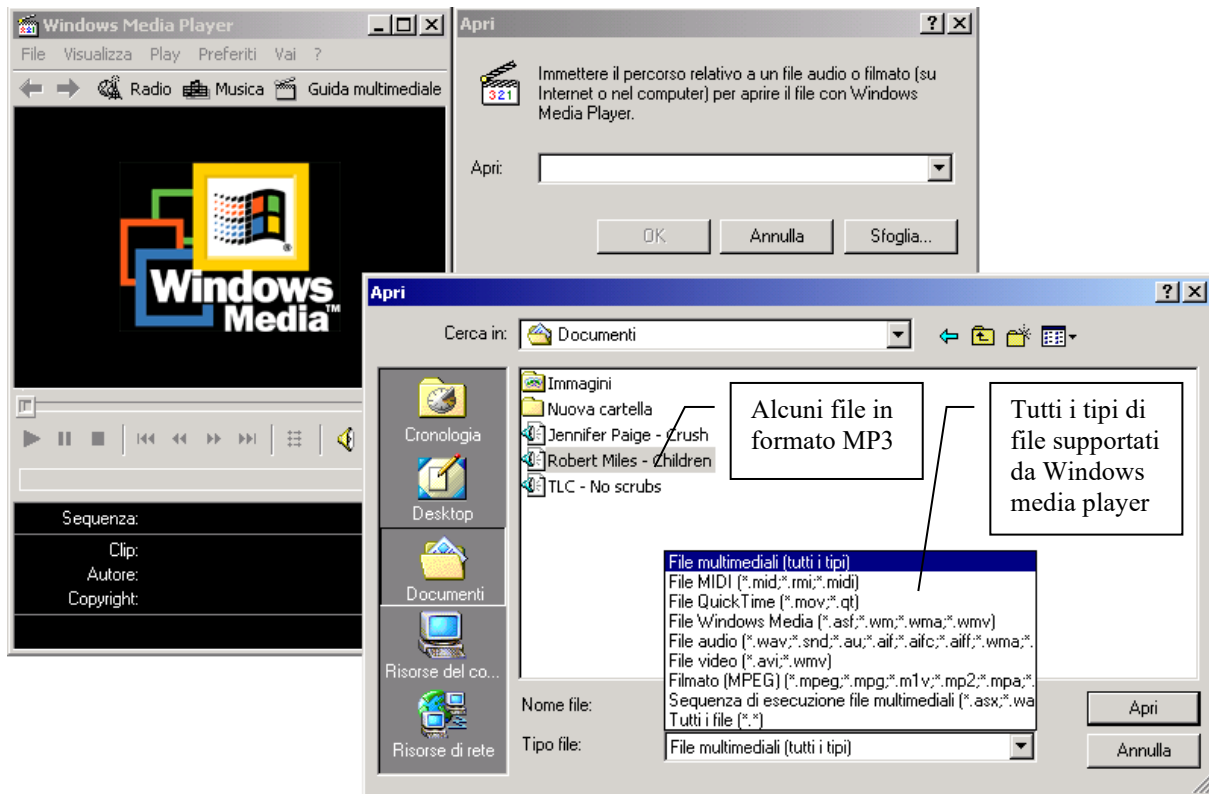 Windows Media Player
File Visualizza Play Preferiti Vai ?
Radio Musica Guida multimediale
Windows
Media™
Sequenza:
Clip:
Autore:
Copyright:
Apri
Immettere il percorso relativo a un file audio o filmato (su
Internet o nel computer) per aprire il file con Windows
Media Player.
Apri:
OK Annulla Sfoglia...
Apri
Cerca in: Documenti
Cronologia
Desktop
Documenti
Risorse del co...
Risorse di rete
Immagini
Nuova cartella
Jennifer Paige - Crush
Robert Miles - Children
TLC - No scrubs
Alcuni file in
formato MP3
Tutti i tipi di
file supportati
da Windows
media player
File multimediali (tutti i tipi)
File MIDI (*.mid;*.rmi;*.midi)
File QuickTime (*.mov;*.qt)
File Windows Media (*.asf;*.wm;*.wma;*.wmv)
File audio (*.wav;*.snd;*.au;*.aif;*.aifc;*.aiff;*.wma;*.
File video (*.avi;*.wmv)
Filmato (MPEG) (*.mpeg;*.mpg;*.m1v;*.mp2;*.mpa;*.
Sequenza di esecuzione file multimediali (*.asx;*.wa
Tutti i file (*.*)
Nome file:
Apri
Tipo file: File multimediali (tutti i tipi)
Annulla